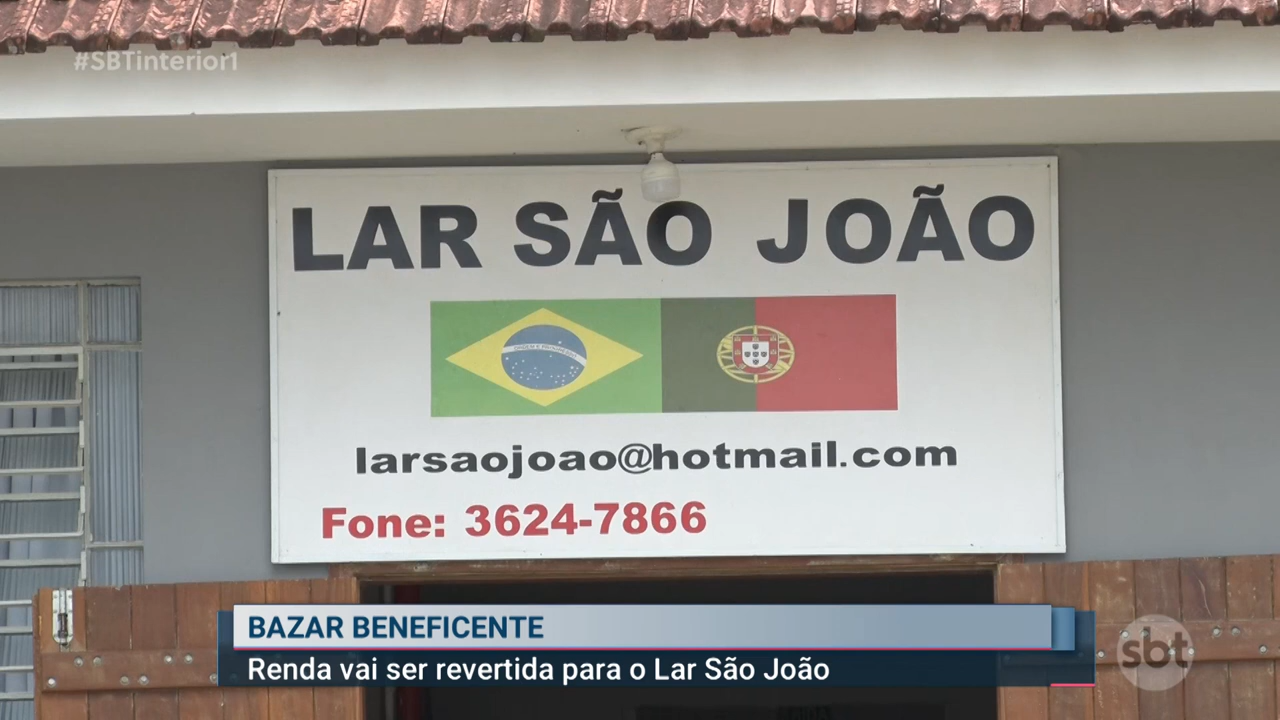 #SBTinterior1
LAR SÃO JOÃO
larsaojoao@hotmail.com
Fone: 3624-7866
BAZAR BENEFICENTE
Renda vai ser revertida para o Lar São João
sbt